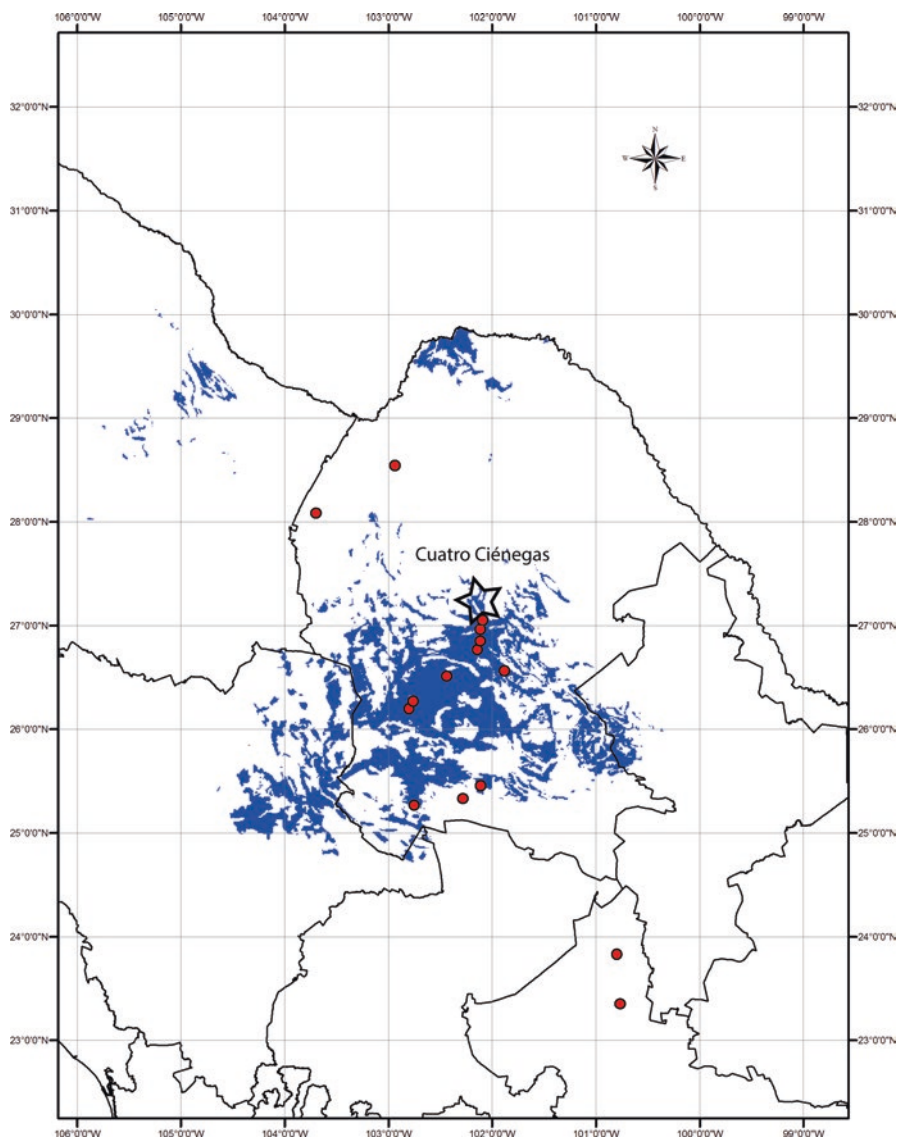 106°0'0"W 105°0'0"W 104°0'0"W 103°0'0"W 102°0'0"W 101°0'0"W 100°0'0"W 99°0'0"W
N
W E
S
32°0'0"N 32°0'0"N
31°0'0"N 31°0'0"N
30°0'0"N 30°0'0"N
29°0'0"N 29°0'0"N
28°0'0"N 28°0'0"N
Cuatro Ciénegas
27°0'0"N 27°0'0"N
26°0'0"N 26°0'0"N
25°0'0"N 25°0'0"N
24°0'0"N 24°0'0"N
23°0'0"N 23°0'0"N
106°0'0"W 105°0'0"W 104°0'0"W 103°0'0"W 102°0'0"W 101°0'0"W 100°0'0"W 99°0'0"W